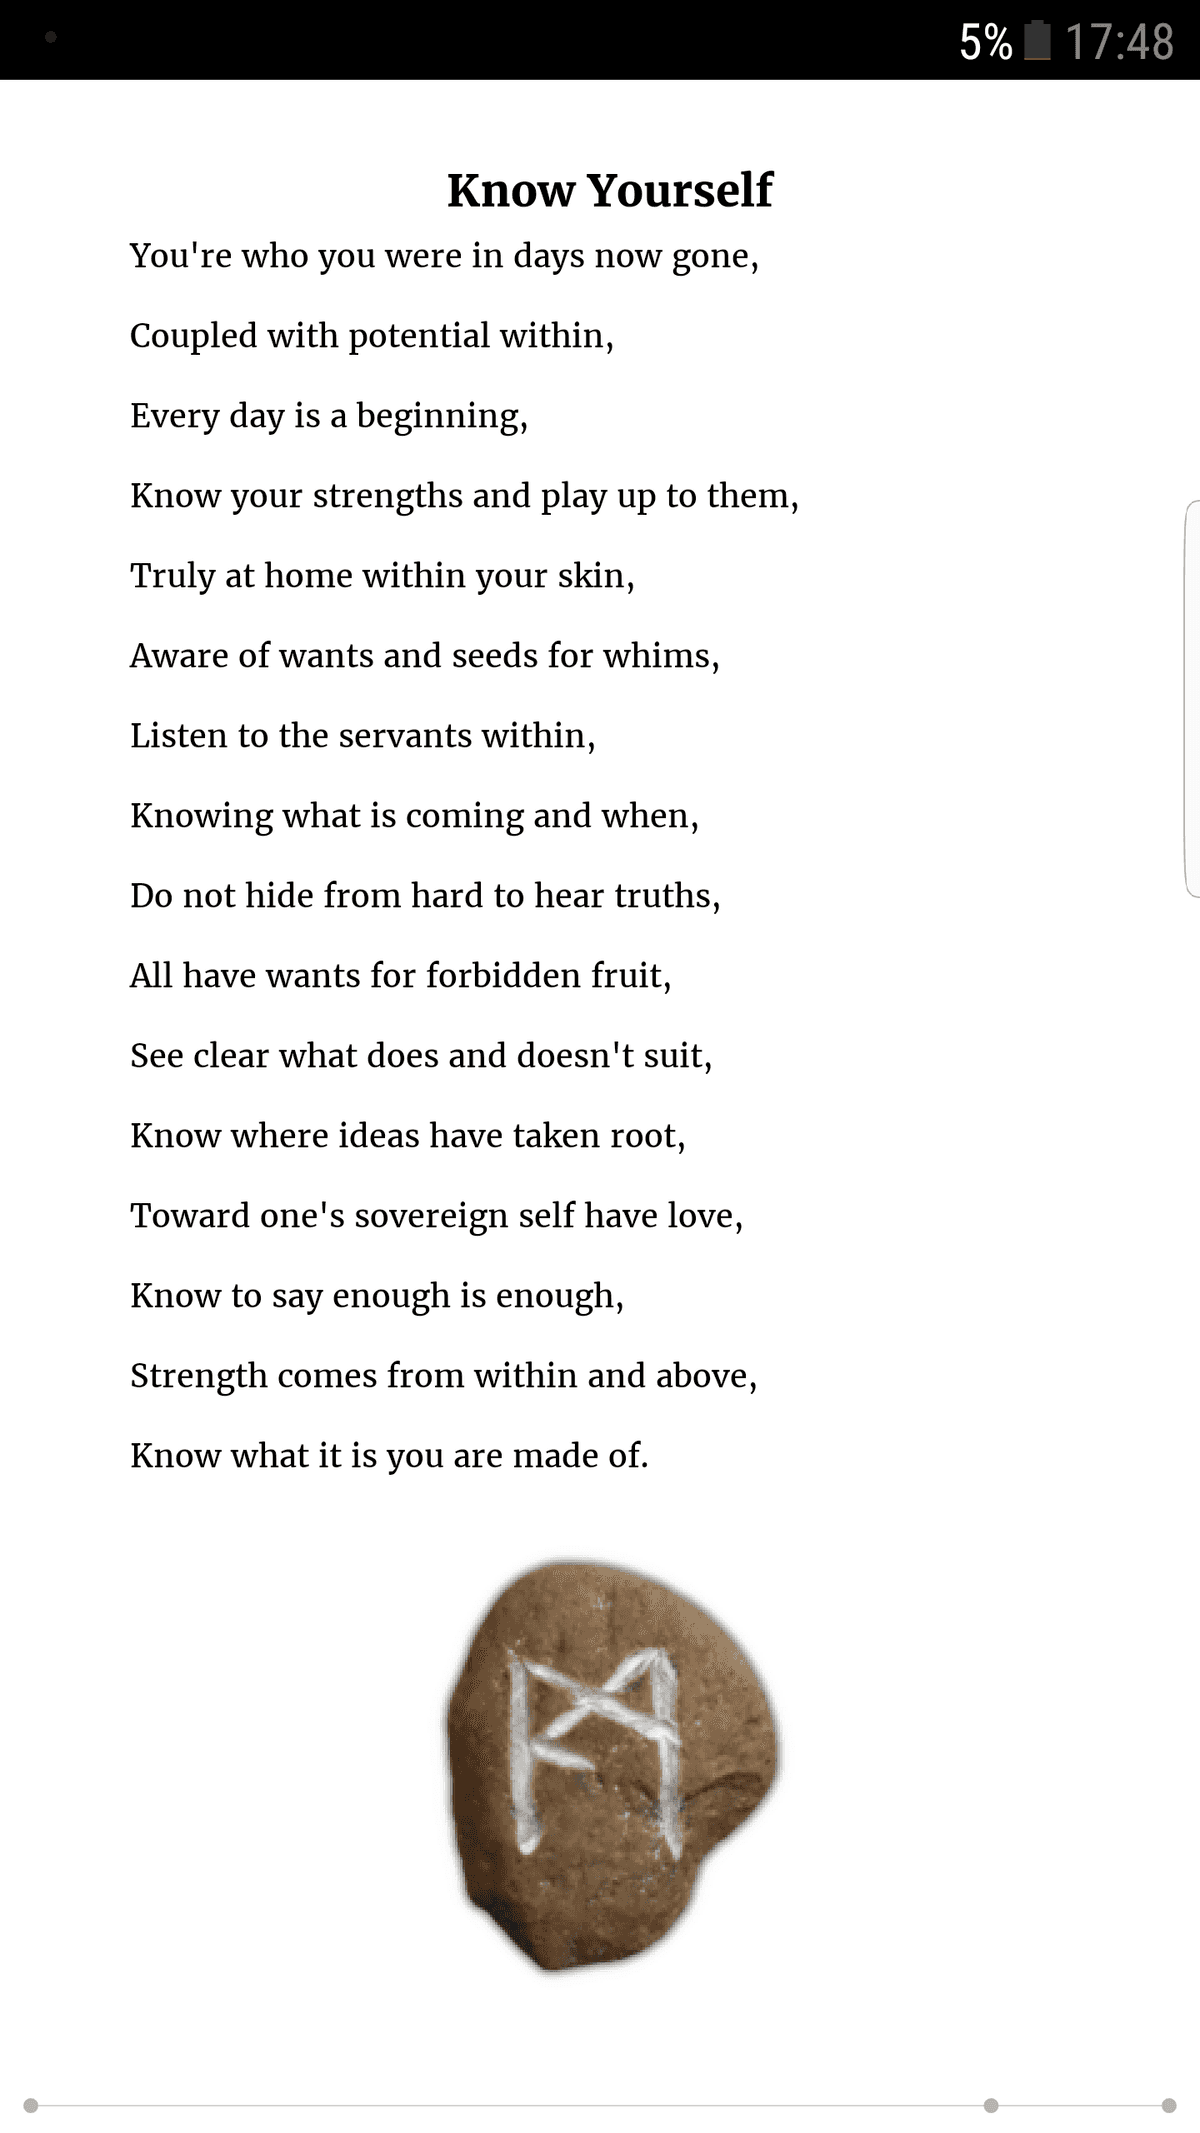 5% 17:48
Know Yourself
You're who you were in days now gone,
Coupled with potential within,
Every day is a beginning,
Know your strengths and play up to them,
Truly at home within your skin,
Aware of wants and seeds for whims,
Listen to the servants within,
Knowing what is coming and when,
Do not hide from hard to hear truths,
All have wants for forbidden fruit,
See clear what does and doesn't suit,
Know where ideas have taken root,
Toward one's sovereign self have love,
Know to say enough is enough,
Strength comes from within and above,
Know what it is you are made of.